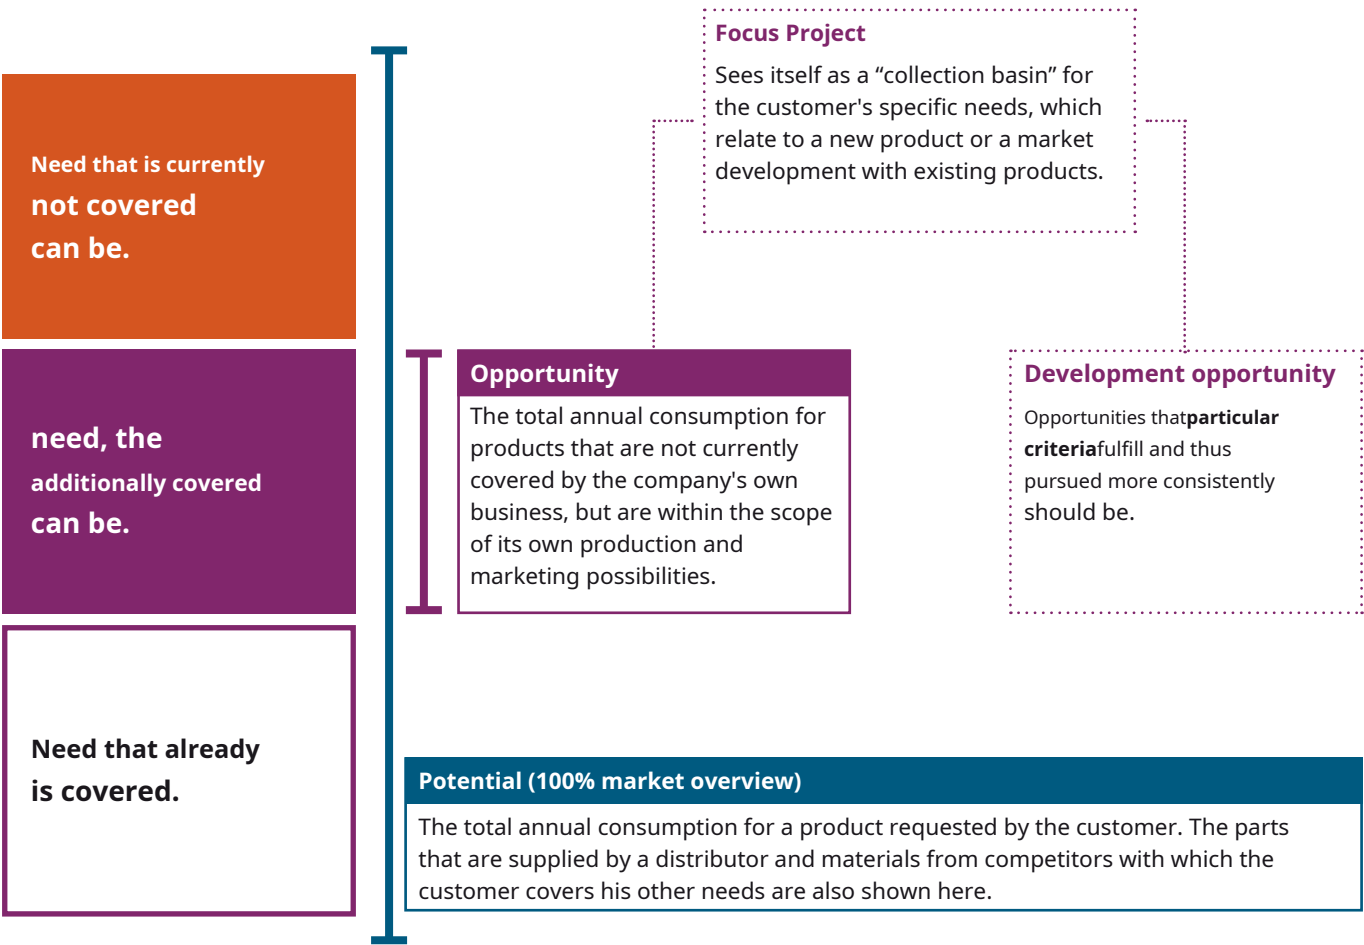 Focus Project
Sees itself as a “collection basin” for
the customer's specific needs, which
relate to a new product or a market
development with existing products.
Need that is currently
not covered
can be.
need, the
additionally covered
can be.
Opportunity
The total annual consumption for
products that are not currently
covered by the company's own
business, but are within the scope
of its own production and
marketing possibilities.
Development opportunity
Opportunities thatparticular
criteriafulfill and thus
pursued more consistently
should be.
Need that already
is covered.
Potential (100% market overview)
The total annual consumption for a product requested by the customer. The parts
that are supplied by a distributor and materials from competitors with which the
customer covers his other needs are also shown here.